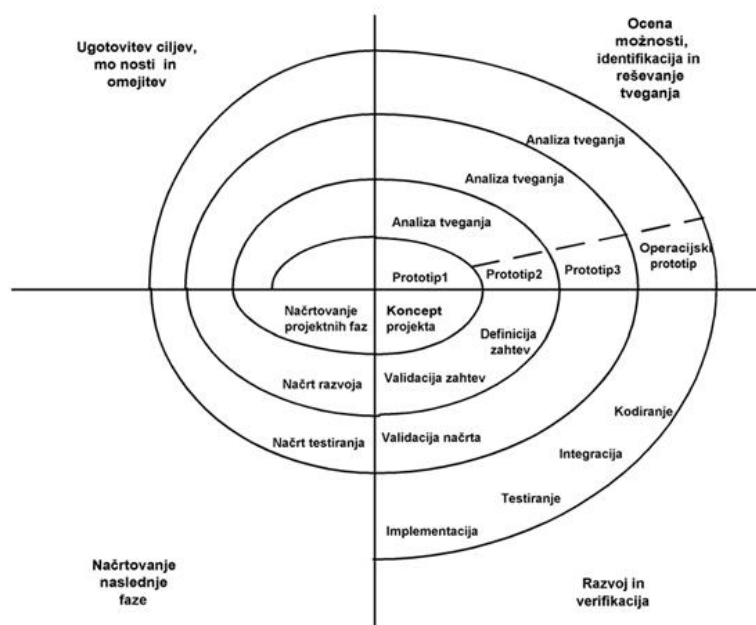 Ugotovitev ciljev,
mo nosti in
omejitev
Ocena
možnosti,
identifikacija in
reševanje
tveganja
Analiza tveganja
Analiza tveganja
Analiza tveganja
Prototip1
Prototip2
Prototip3
Operacijski
prototip
Načrtovanje
projektnih faz
Koncept
projekta
Definicija
zahtev
Načrt razvoja
Validacija zahtev
Kodiranje
Načrt testiranja
Validacija načrta
Integracija
Testiranje
Implementacija
Načrtovanje
naslednje
faze
Razvoj in
verifikacija